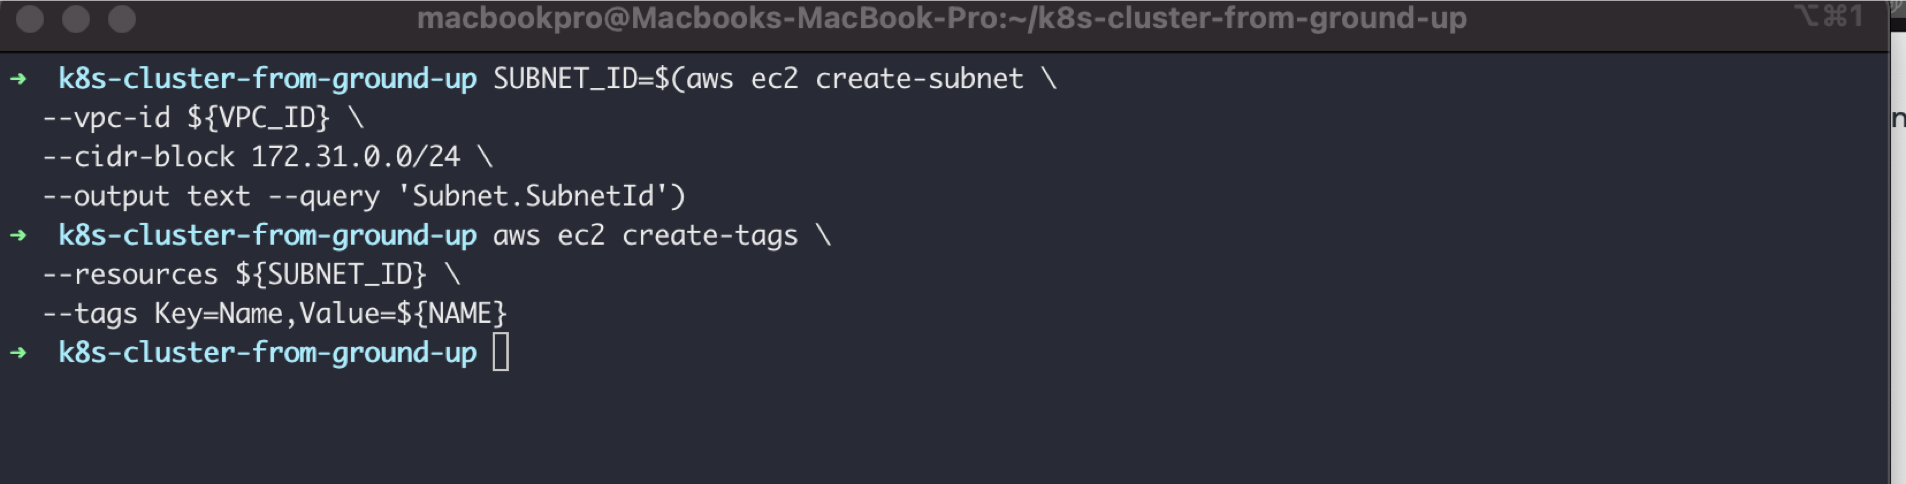 macbookpro@Macbooks-MacBook-Pro:~/k8s-cluster-from-ground-up
⌥⌘1
➜ k8s-cluster-from-ground-up SUBNET_ID=$(aws ec2 create-subnet \
--vpc-id ${VPC_ID} \
--cidr-block 172.31.0.0/24 \
--output text --query 'Subnet.SubnetId')
➜ k8s-cluster-from-ground-up aws ec2 create-tags \
--resources ${SUBNET_ID} \
--tags Key=Name,Value=${NAME}
➜ k8s-cluster-from-ground-up
n